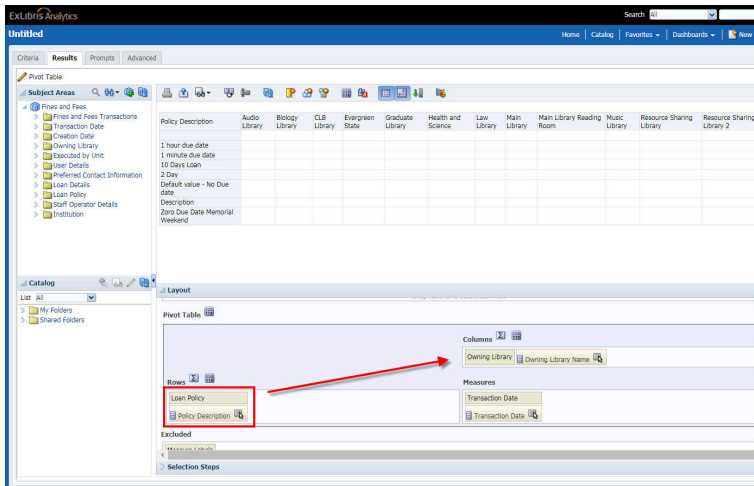 ExLibris Analytics
Search All
Untitled
Home Catalog Favorites Dashboards New
Criteria Results Prompts Advanced
Pivot Table
Subject Areas
Fines and Fees
Fines and Fees Transactions
Transaction Date
Creation Date
Owning Library
Executed by Unit
User Details
Preferred Contact Information
Loan Details
Loan Policy
Staff Operator Details
Institution
Policy Description
Audio Library
Biology Library
CLB Library
Evergreen State
Graduate Library
Health and Science
Law Library
Main Library
Main Library Reading Room
Music Library
Resource Sharing Library
Resource Sharing Library 2
1 hour due date
1 minute due date
10 Days Loan
2 Day
Default value - No Due
date
Description
Zoro Due Date Memorial
Weekend
Catalog
List All
My Folders
Shared Folders
Layout
Pivot Table
Columns
Owning Library Owning Library Name
Rows
Measures
Loan Policy
Policy Description
Transaction Date
Transaction Date
Excluded
Measure Labels
Selection Steps